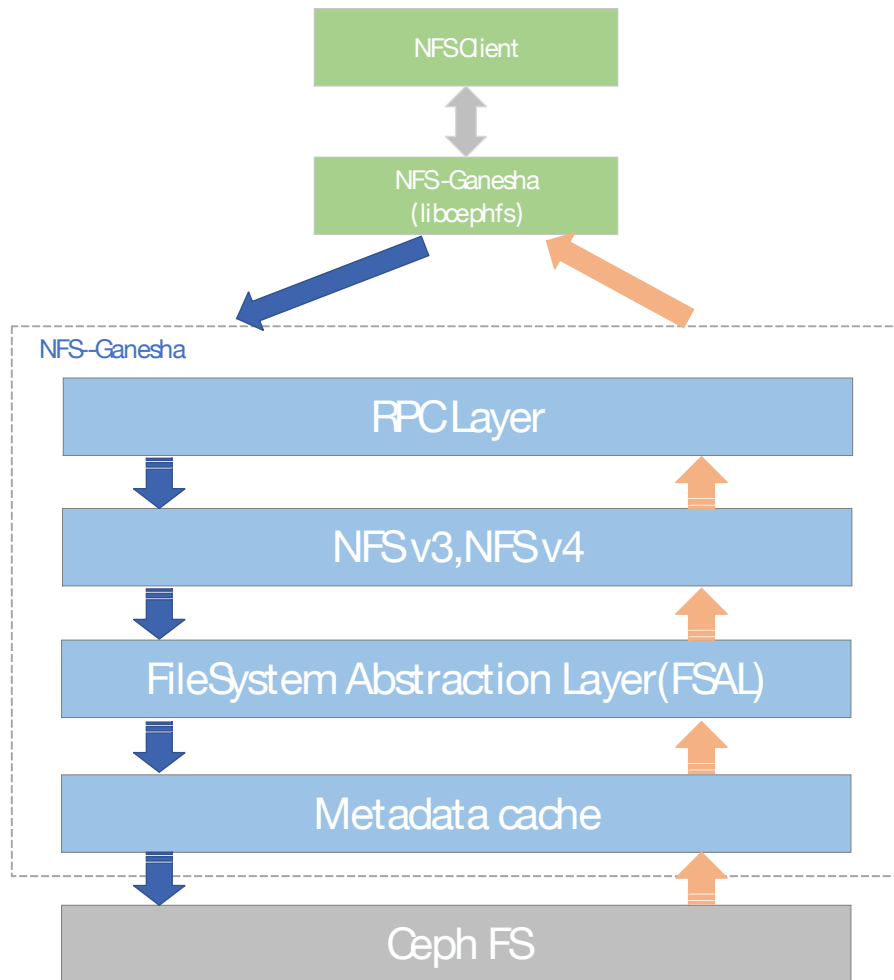 NFSClient
NFS-Ganesha
(libcephfs)
NFS--Ganesha
RPC Layer
NFS v3,NFS v4
FileSystem Abstraction Layer(FSAL)
Metadata cache
Ceph FS